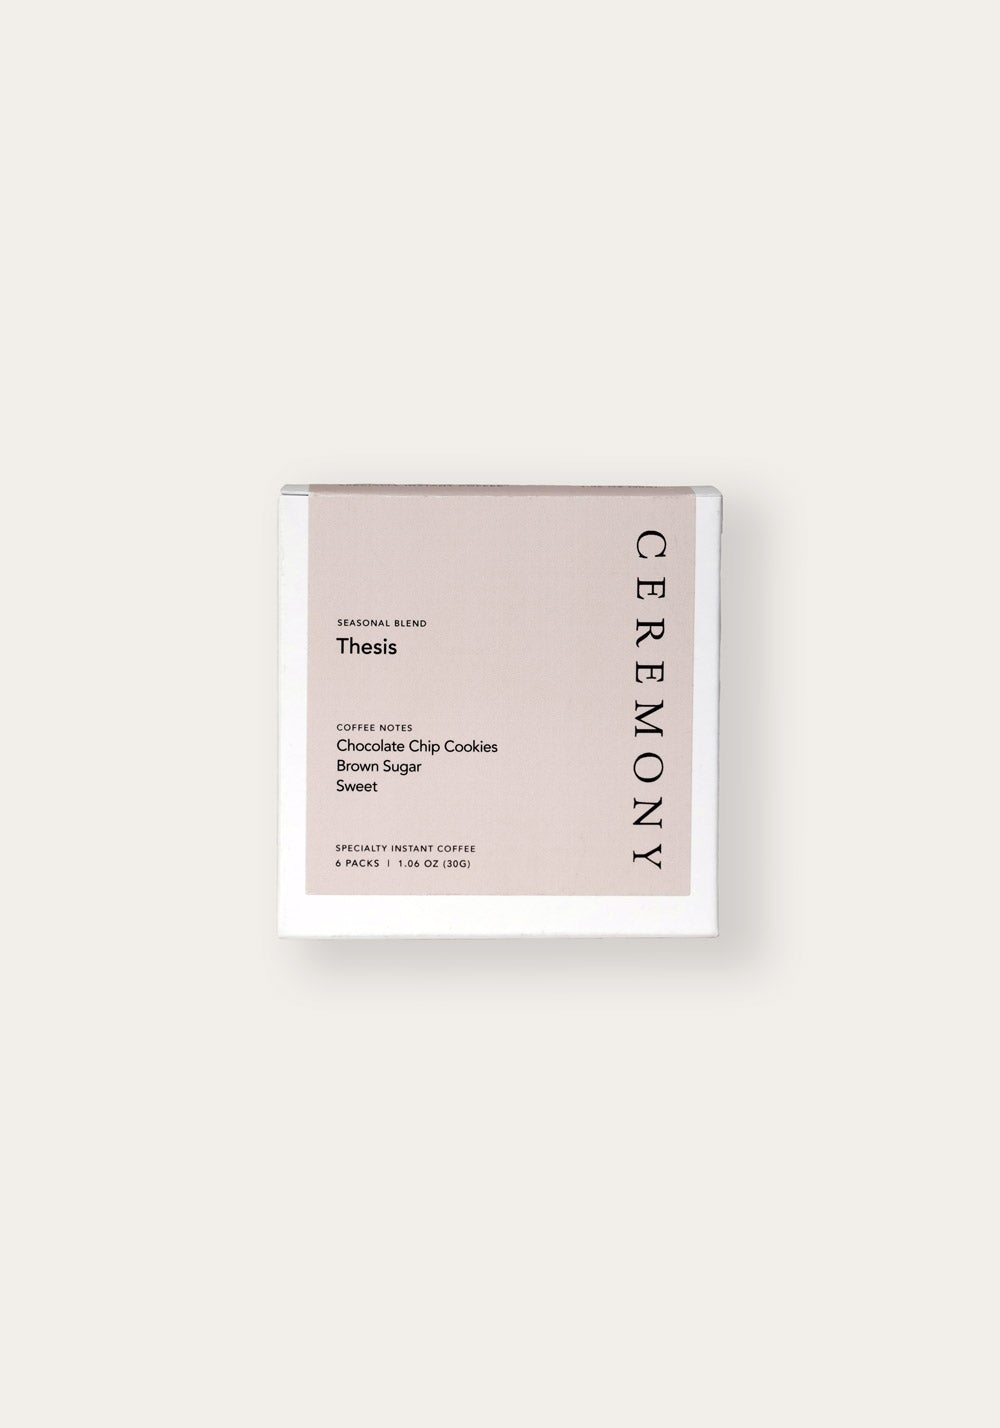 SEASONAL BLEND
Thesis
COFFEE NOTES
Chocolate Chip Cookies
Brown Sugar
Sweet
SPECIALTY INSTANT COFFEE
6 PACKS | 1.06 OZ (30G)
CEREMONY